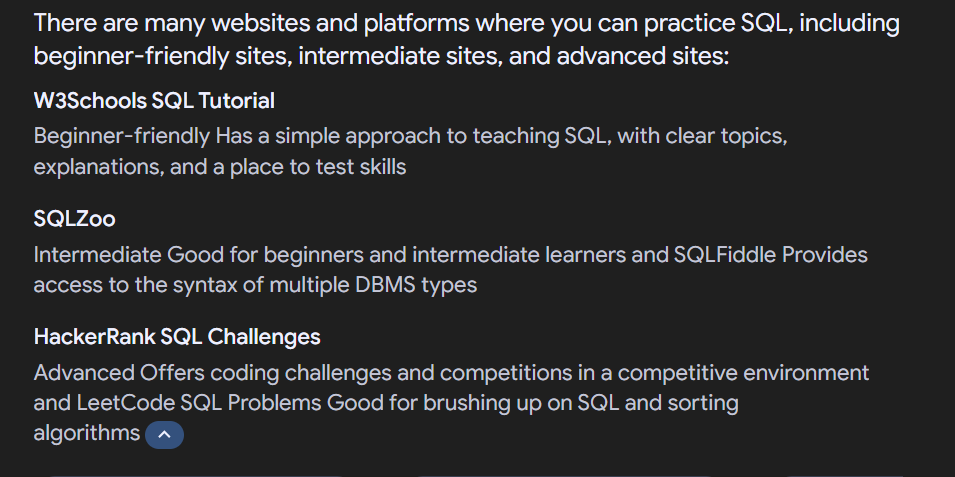 There are many websites and platforms where you can practice SQL, including
beginner-friendly sites, intermediate sites, and advanced sites:
W3Schools SQL Tutorial
Beginner-friendly Has a simple approach to teaching SQL, with clear topics,
explanations, and a place to test skills
SQLZoo
Intermediate Good for beginners and intermediate learners and SQLFiddle Provides
access to the syntax of multiple DBMS types
HackerRank SQL Challenges
Advanced Offers coding challenges and competitions in a competitive environment
and LeetCode SQL Problems Good for brushing up on SQL and sorting
algorithms